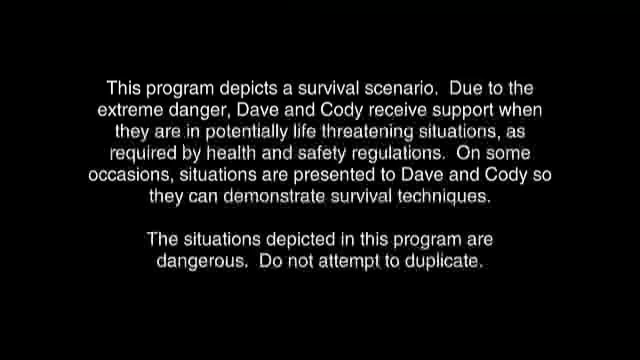 This program depicts a survival scenario.  Due to the
extreme danger, Dave and Cody receive support when
they are in potentially life threatening situations, as
required by health and safety regulations.  On some
occasions, situations are presented to Dave and Cody so
they can demonstrate survival techniques.
The situations depicted in this program are
dangerous.  Do not attempt to duplicate.